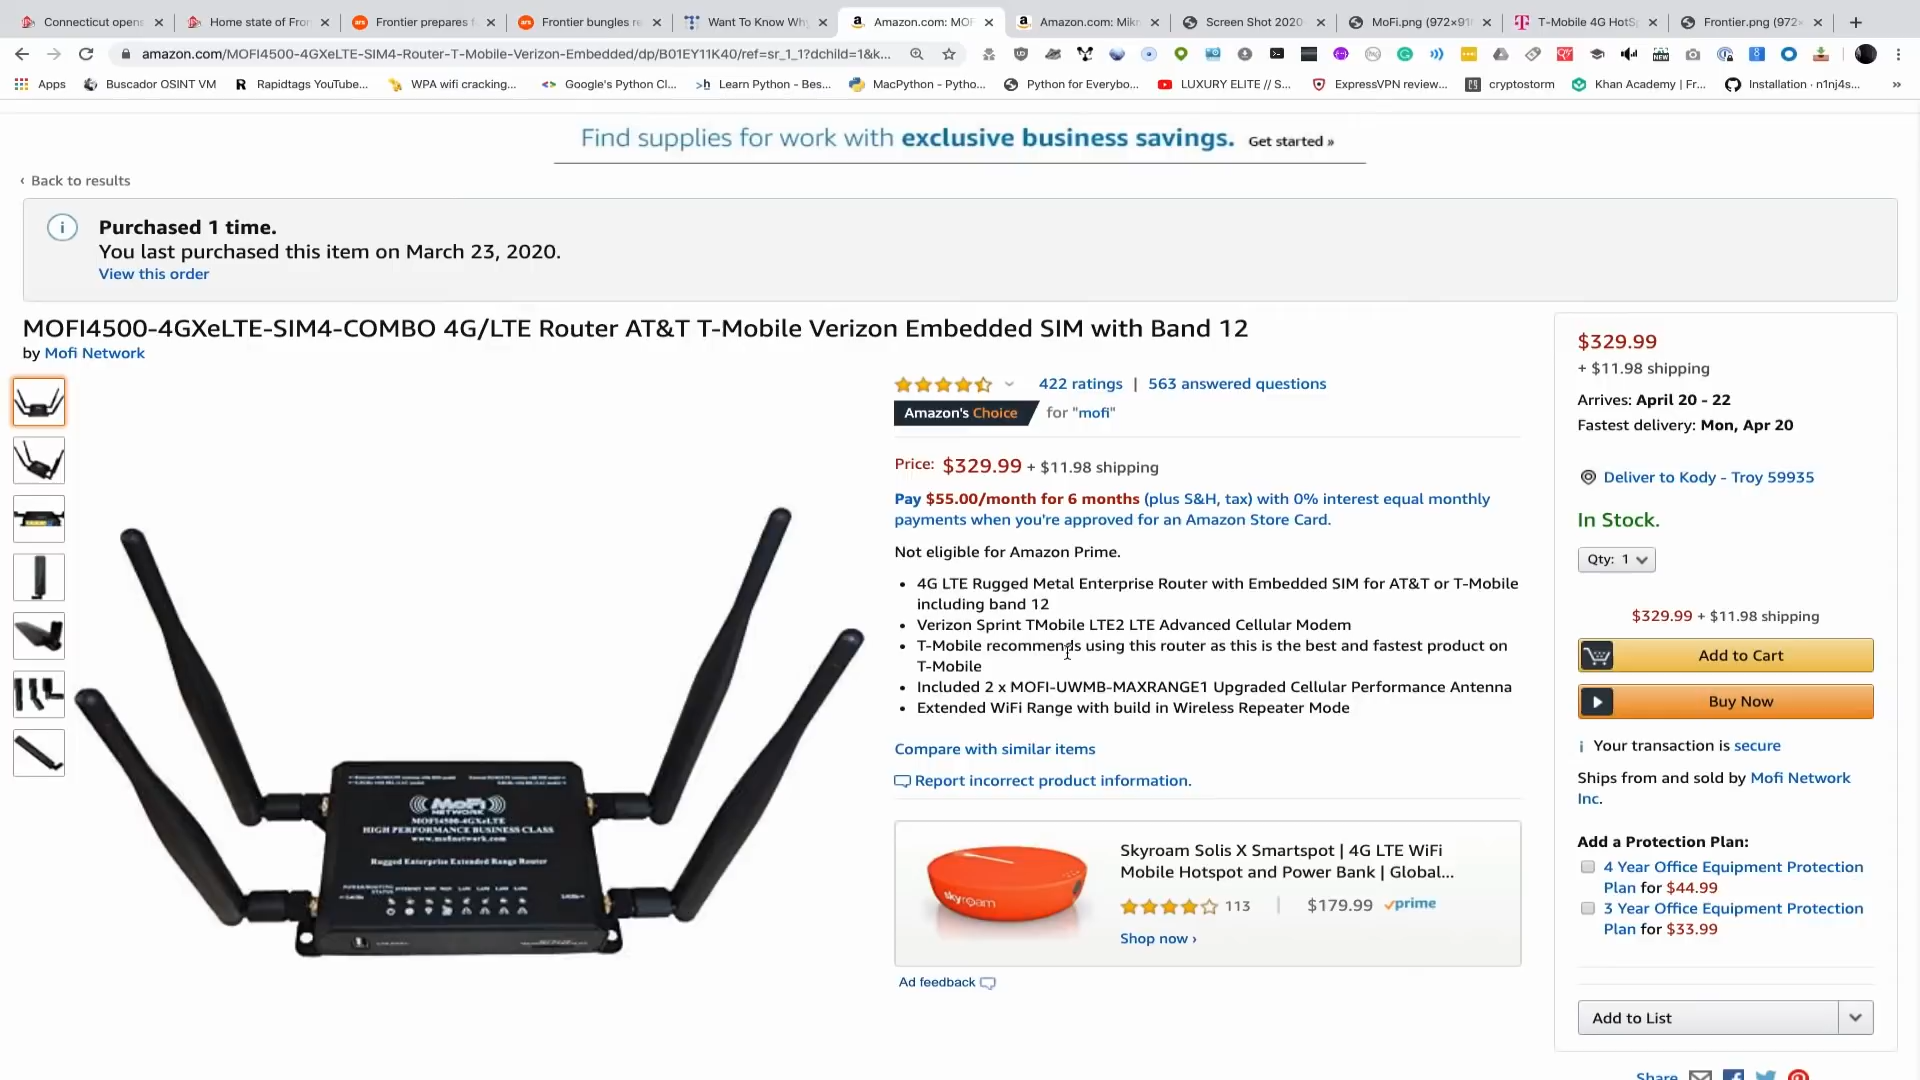 Connecticut opens
Home state of Fron
Frontier prepares f
Frontier bungles re
Want To Know Why
Amazon.com: MOF
Amazon.com: Mikr
Screen Shot 2020-
MoFi.png (972×91
T-Mobile 4G HotS
Frontier.png (972×
amazon.com/MOFI4500-4GXeLTE-SIM4-Router-T-Mobile-Verizon-Embedded/dp/B01EY11K40/ref=sr_1_1?dchild=1&k...
Apps
Buscador OSINT VM
Rapidtags YouTube...
WPA wifi cracking...
Google's Python Cl...
Learn Python - Bes...
MacPython - Pytho...
Python for Everybo...
LUXURY ELITE // S...
ExpressVPN review...
cryptostorm
Khan Academy | Fr...
Installation · n1nj4s...
»
Find supplies for work with exclusive business savings. Get started »
‹ Back to results
Purchased 1 time.
You last purchased this item on March 23, 2020.
View this order
MOFI4500-4GXeLTE-SIM4-COMBO 4G/LTE Router AT&T T-Mobile Verizon Embedded SIM with Band 12
by Mofi Network
422 ratings | 563 answered questions
Amazon's Choice for "mofi"
Price: $329.99 + $11.98 shipping
Pay $55.00/month for 6 months (plus S&H, tax) with 0% interest equal monthly
payments when you're approved for an Amazon Store Card.
Not eligible for Amazon Prime.
• 4G LTE Rugged Metal Enterprise Router with Embedded SIM for AT&T or T-Mobile
including band 12
• Verizon Sprint TMobile LTE2 LTE Advanced Cellular Modem
• T-Mobile recommends using this router as this is the best and fastest product on
T-Mobile
• Included 2 x MOFI-UWMB-MAXRANGE1 Upgraded Cellular Performance Antenna
• Extended WiFi Range with build in Wireless Repeater Mode
Compare with similar items
Report incorrect product information.
skyroam
Skyroam Solis X Smartspot | 4G LTE WiFi
Mobile Hotspot and Power Bank | Global...
113 | $179.99 prime
Shop now ›
Ad feedback
MoFi
NETWORK
MOFI4500-4GXeLTE
HIGH PERFORMANCE BUSINESS CLASS
www.mofinetwork.com
Rugged Enterprise Extended Range Router
$329.99
+ $11.98 shipping
Arrives: April 20 - 22
Fastest delivery: Mon, Apr 20
Deliver to Kody - Troy 59935
In Stock.
Qty: 1
$329.99 + $11.98 shipping
Add to Cart
Buy Now
Your transaction is secure
Ships from and sold by Mofi Network
Inc.
Add a Protection Plan:
4 Year Office Equipment Protection
Plan for $44.99
3 Year Office Equipment Protection
Plan for $33.99
Add to List
Share